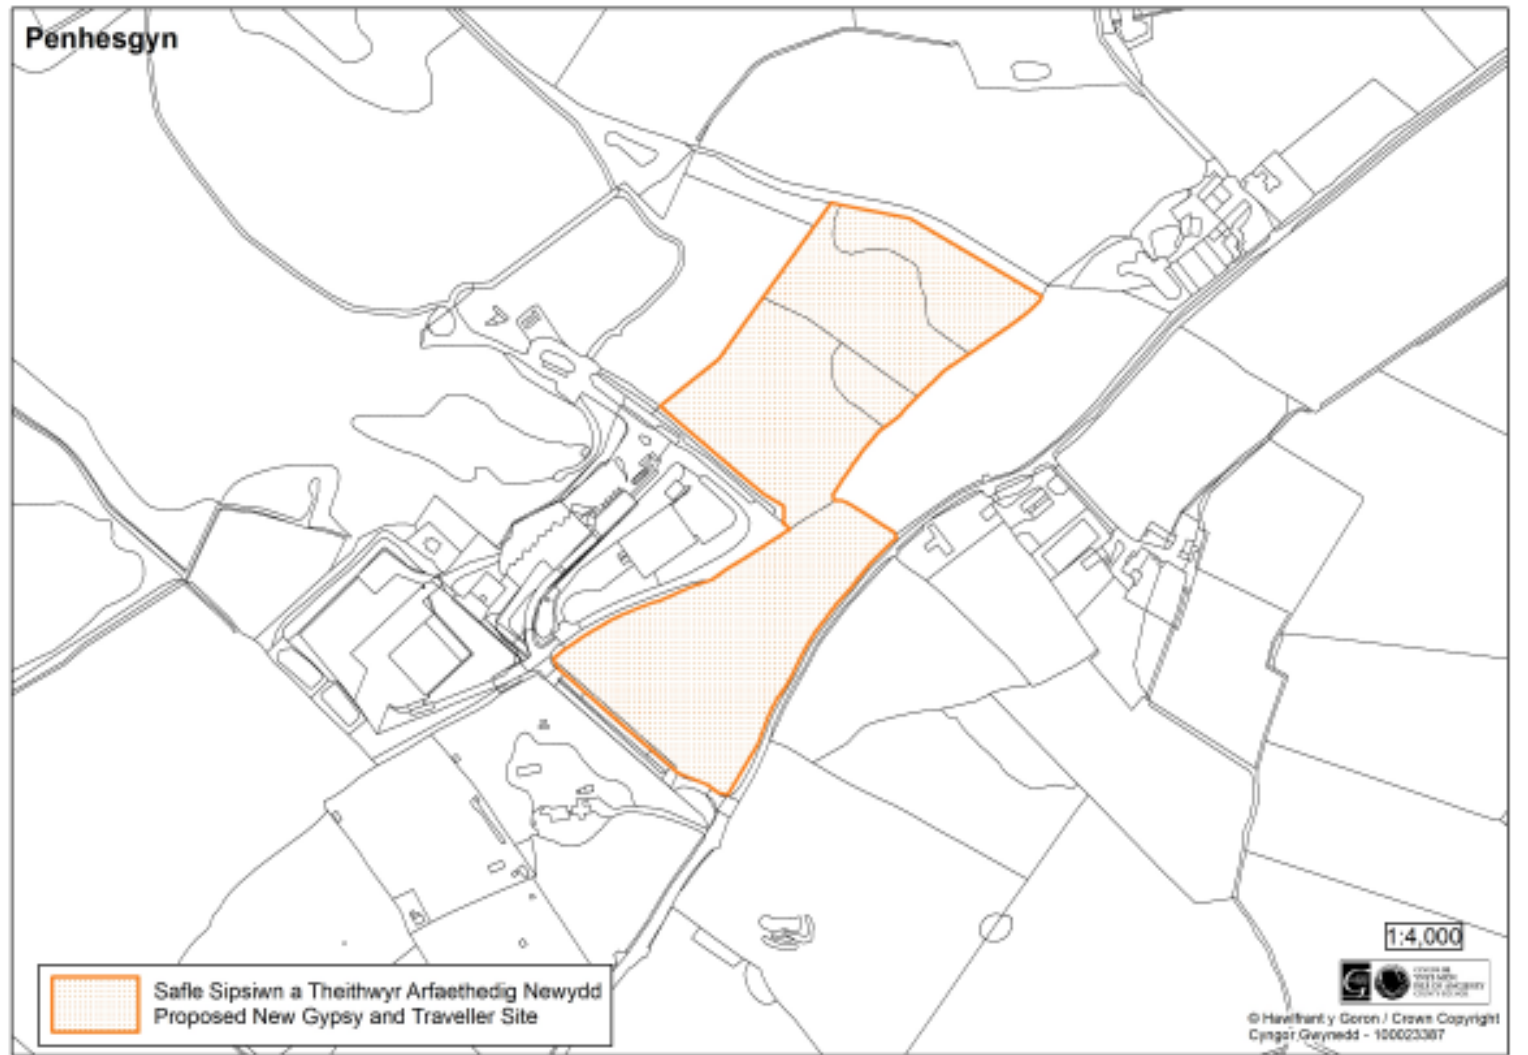 Penhesgyn
1:4,000
Safle Sipsiwn a Theithwyr Arfaethedig Newydd
Proposed New Gypsy and Traveller Site
© Hawlfraint y Goron / Crown Copyright
Cyngor Gwynedd - 100023387